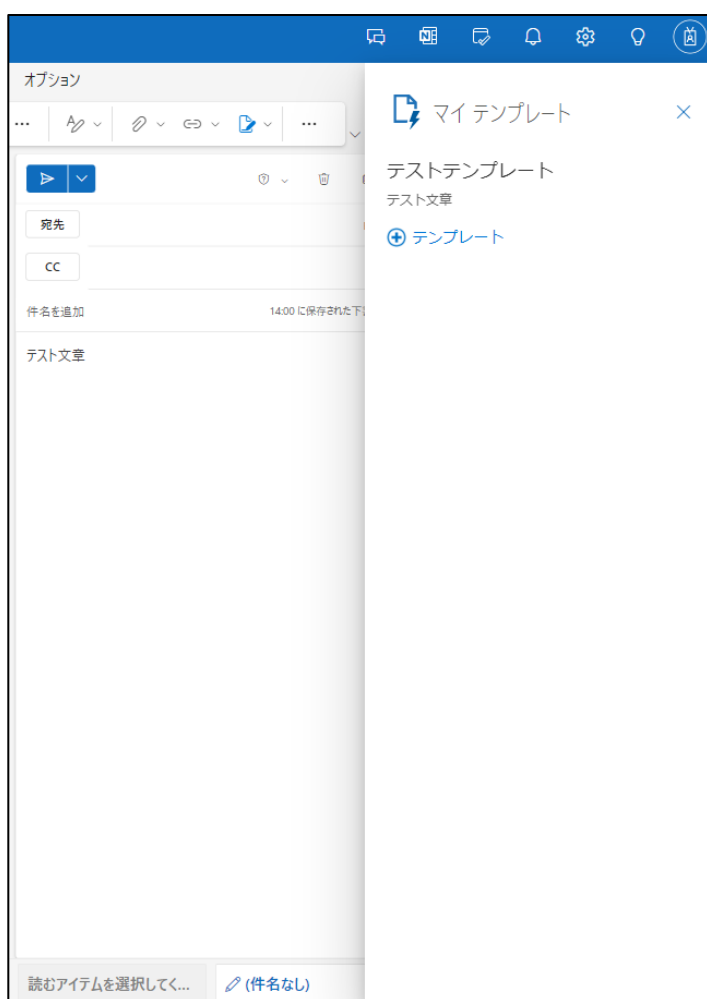 オプション
マイ テンプレート
テストテンプレート
テスト文章
テンプレート
宛先
CC
件名を追加
14:00 に保存された下
テスト文章
読むアイテムを選択してく...
(件名なし)